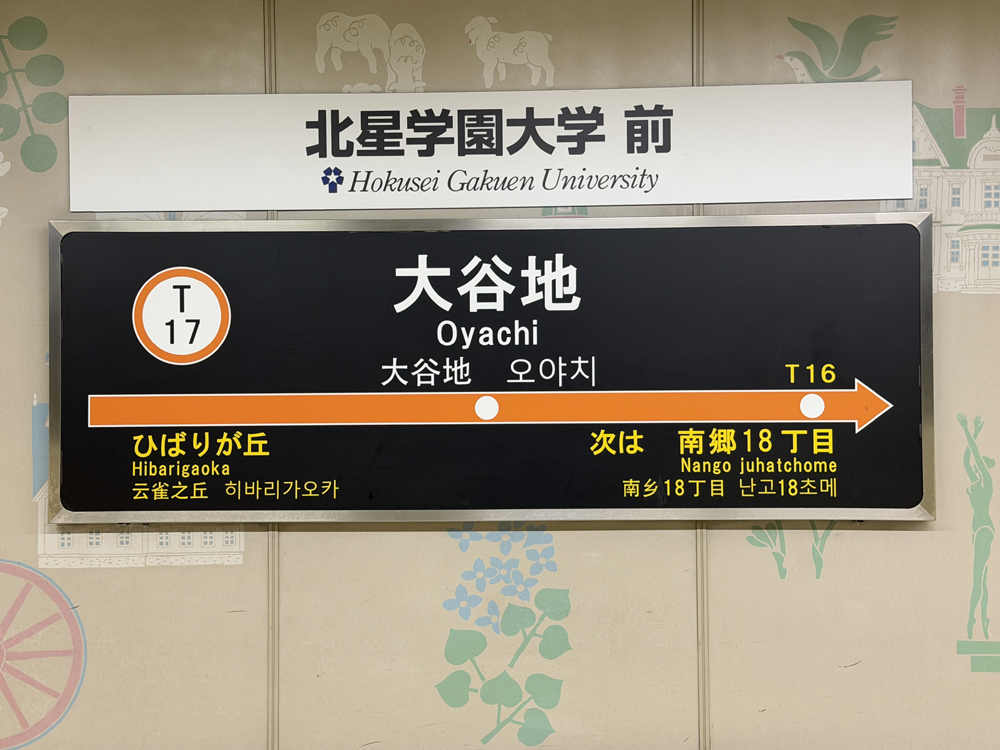 北星学園大学 前
Hokusei Gakuen University
T
17
大谷地
Oyachi
大谷地 오야치
T16
ひばりが丘
Hibarigaoka
云雀之丘 히바리가오카
次は 南郷18丁目
Nango juhatchome
南乡18丁目 난고18초메